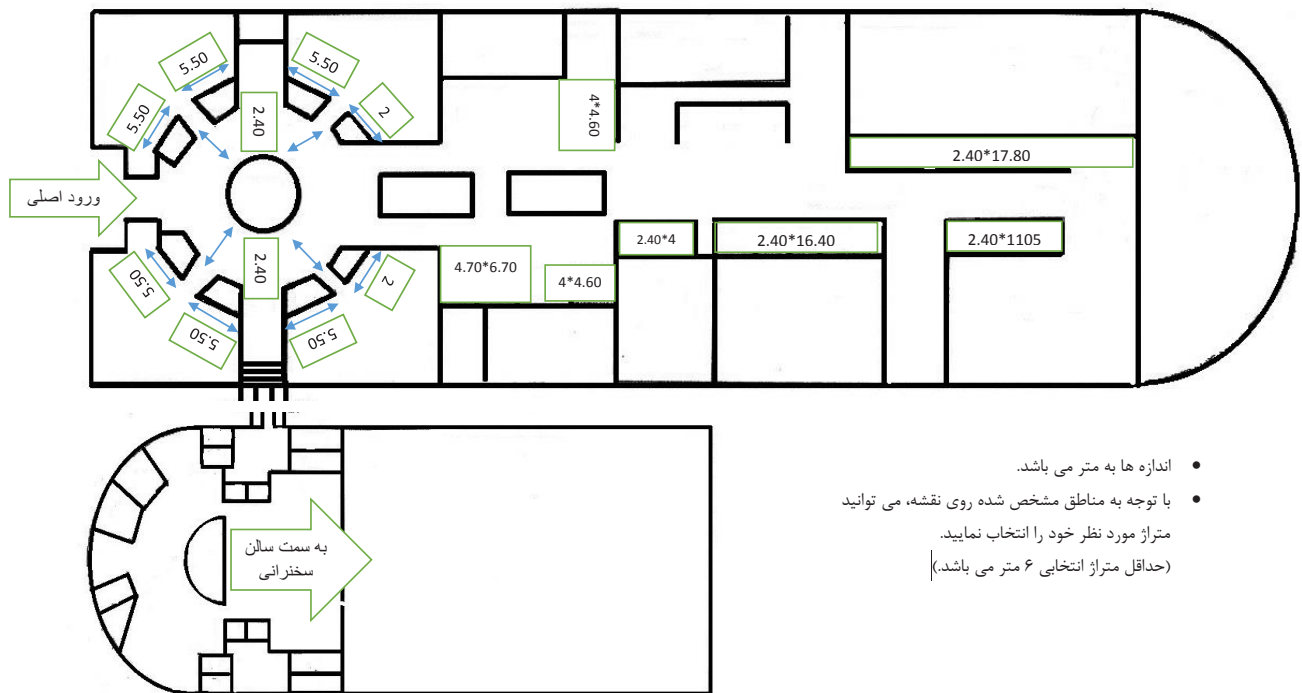 5.50
5.50
5.50
2
2.40
4*4.60
2.40*17.80
ورود اصلی
2.40*4
2.40*16.40
2.40*1105
2.40
4.70*6.70
4*4.60
5.50
2
5.50
5.50
به سمت سالن
سخنرانی
• اندازه ها به متر می باشد.
• با توجه به مناطق مشخص شده روی نقشه، می توانید
متراژ مورد نظر خود را انتخاب نمایید.
(حداقل متراژ انتخابی ۶ متر می باشد.)